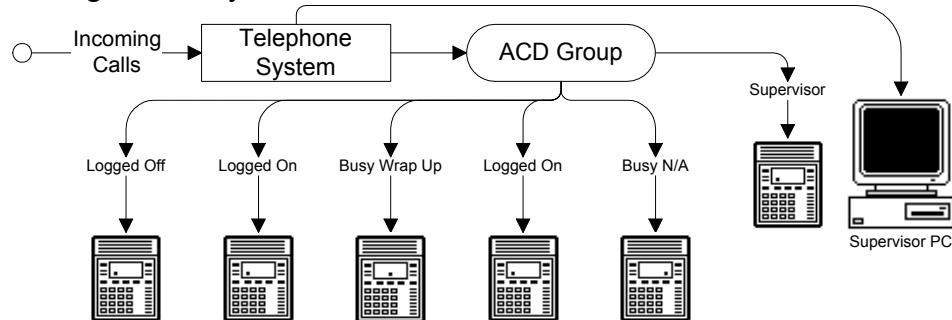 Incoming
Calls
Telephone
System
ACD Group
Supervisor
Logged Off
Logged On
Busy Wrap Up
Logged On
Busy N/A
Supervisor PC